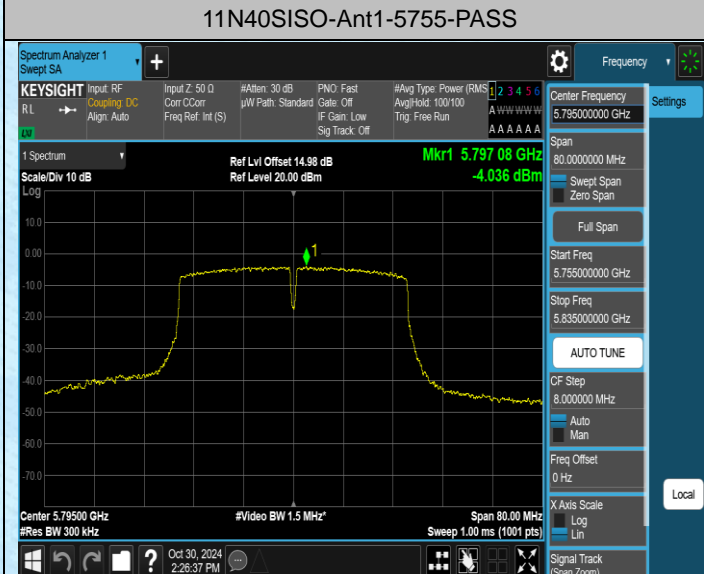 11N40SISO-Ant1-5755-PASS
Spectrum Analyzer 1
Swept SA
+
Frequency
KEYSIGHT
RL
LXI
Input: RF
Coupling: DC
Align: Auto
Input Z: 50 Ω
Corr CCorr
Freq Ref: Int (S)
#Atten: 30 dB
µW Path: Standard
PNO: Fast
Gate: Off
IF Gain: Low
Sig Track: Off
#Avg Type: Power (RMS
Avg|Hold: 100/100
Trig: Free Run
1 2 3 4 5 6
A W W W W W
A A A A A A
1 Spectrum
Scale/Div 10 dB
Log
Ref Lvl Offset 14.98 dB
Ref Level 20.00 dBm
Mkr1 5.797 08 GHz
-4.036 dBm
10.0
0.00
-10.0
-20.0
-30.0
-40.0
-50.0
-60.0
-70.0
1
Center 5.79500 GHz
#Res BW 300 kHz
#Video BW 1.5 MHz*
Span 80.00 MHz
Sweep 1.00 ms (1001 pts)
Center Frequency
5.795000000 GHz
Settings
Span
80.0000000 MHz
Swept Span
Zero Span
Full Span
Start Freq
5.755000000 GHz
Stop Freq
5.835000000 GHz
AUTO TUNE
CF Step
8.000000 MHz
Auto
Man
Freq Offset
0 Hz
X Axis Scale
Log
Lin
Local
Signal Track
(Span Zoom)
?
Oct 30, 2024
2:26:37 PM